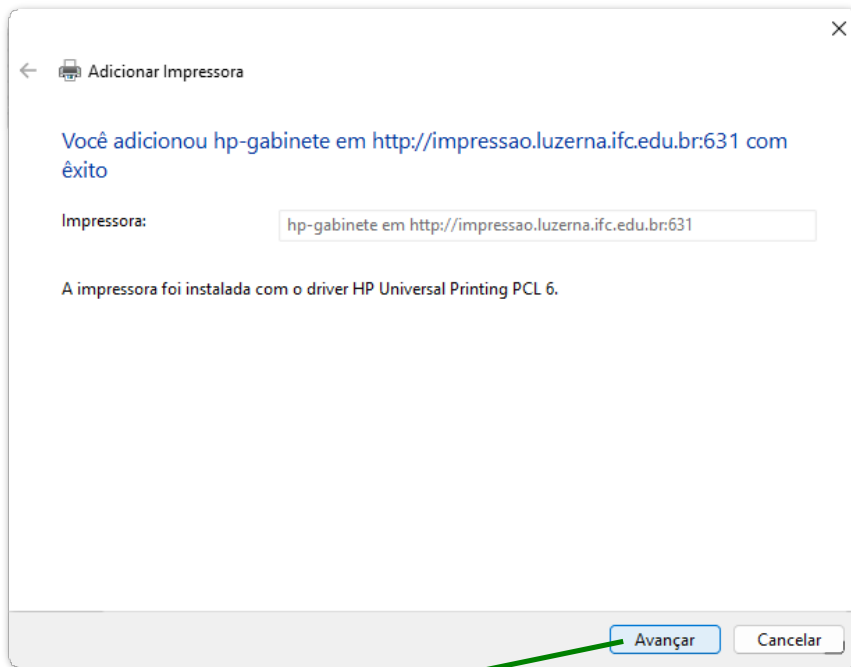 Adicionar Impressora
Você adicionou hp-gabinete em http://impressao.luzerna.ifc.edu.br:631 com
êxito
Impressora: hp-gabinete em http://impressao.luzerna.ifc.edu.br:631
A impressora foi instalada com o driver HP Universal Printing PCL 6.
Avançar Cancelar